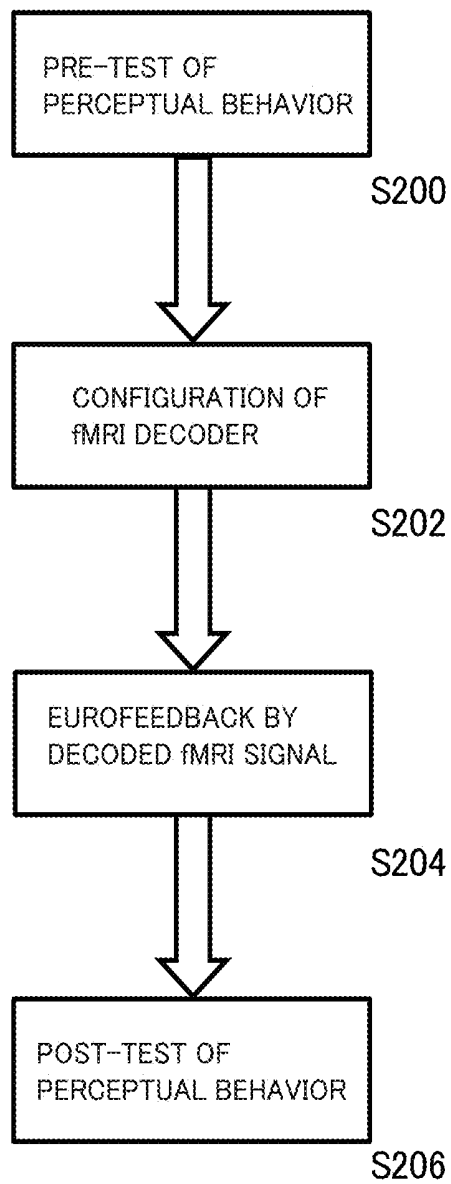 PRE-TEST OF
PERCEPTUAL BEHAVIOR
S200
CONFIGURATION OF
fMRI DECODER
S202
EUROFEEDBACK BY
DECODED fMRI SIGNAL
S204
POST-TEST OF
PERCEPTUAL BEHAVIOR
S206